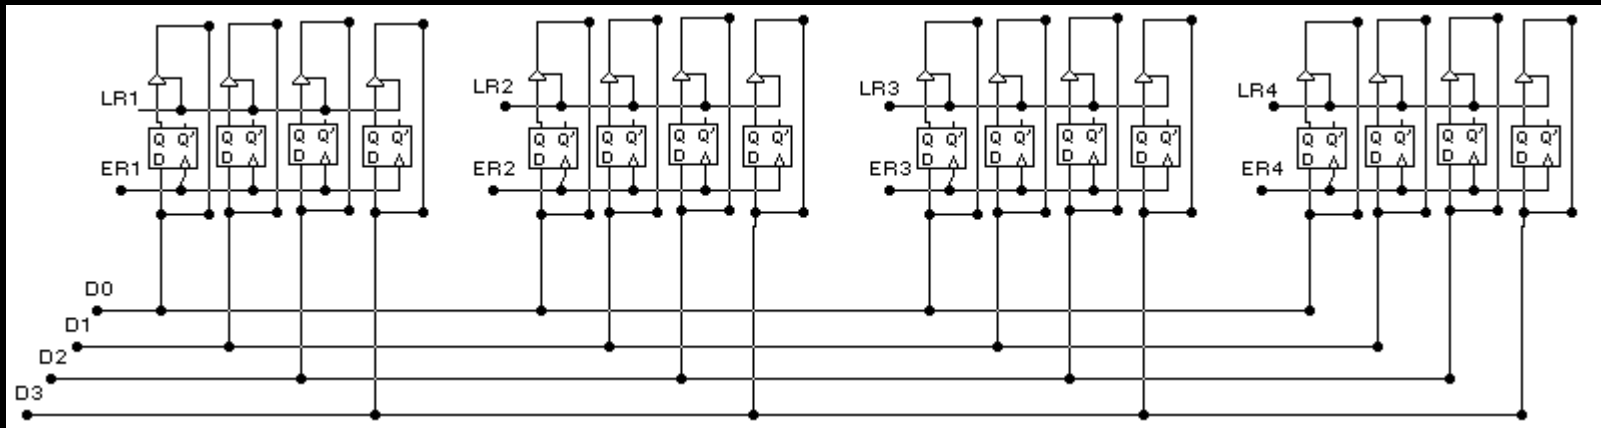 LR1 LR2 LR3 LR4
Q Q' Q Q' Q Q' Q Q' Q Q' Q Q' Q Q' Q Q' Q Q' Q Q' Q Q' Q Q' Q Q' Q Q' Q Q' Q Q'
D D D D D D D D D D D D D D D D
ER1 ER2 ER3 ER4
D0
D1
D2
D3